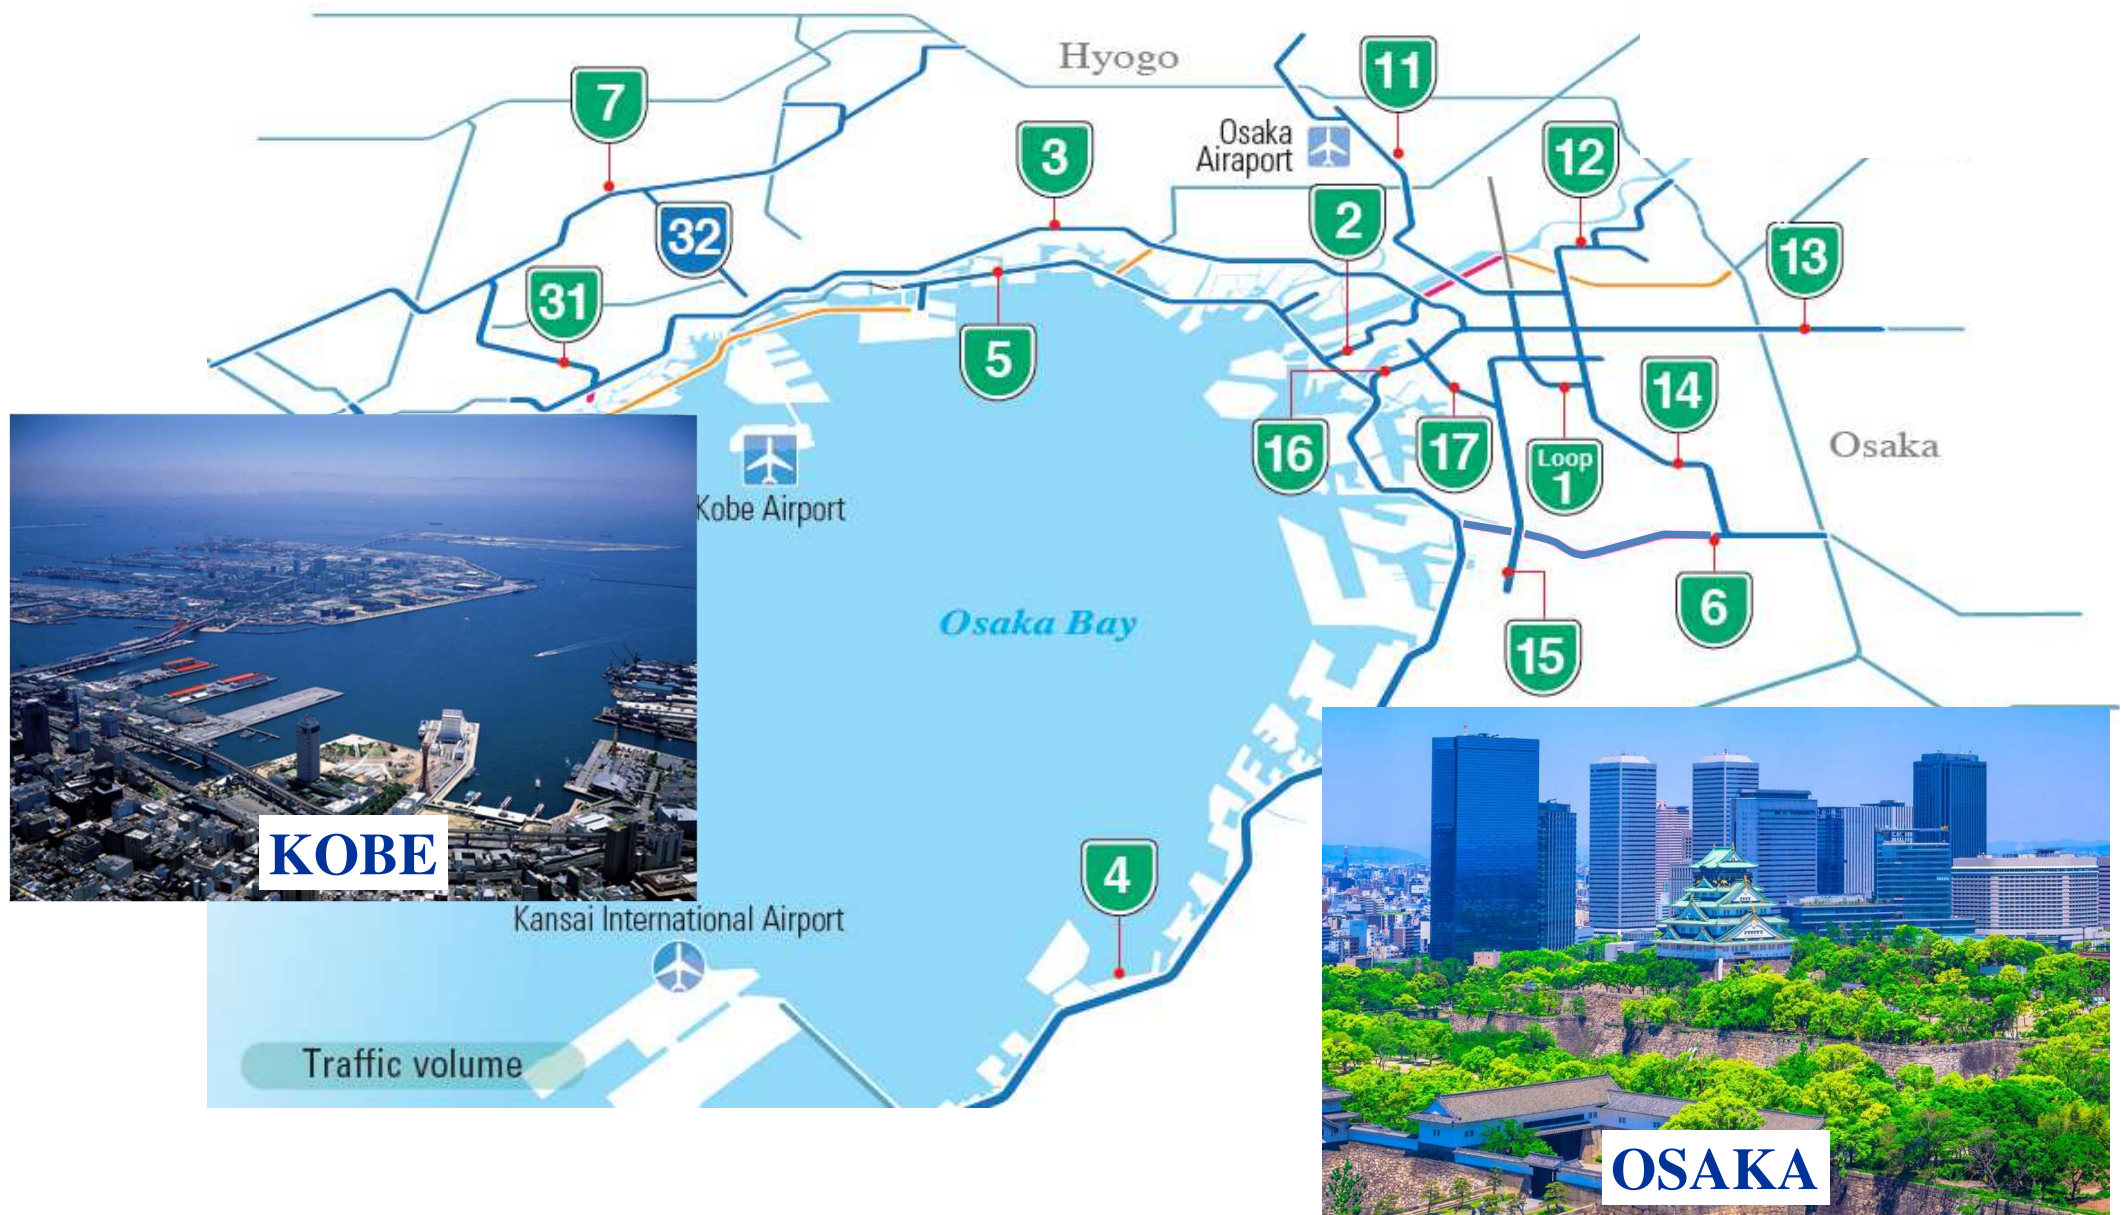 Hyogo
11
7
3
Osaka
Airaport
12
2
32
13
31
5
14
16
17
Loop
1
Osaka
Kobe Airport
6
Osaka Bay
15
KOBE
4
Kansai International Airport
Traffic volume
OSAKA